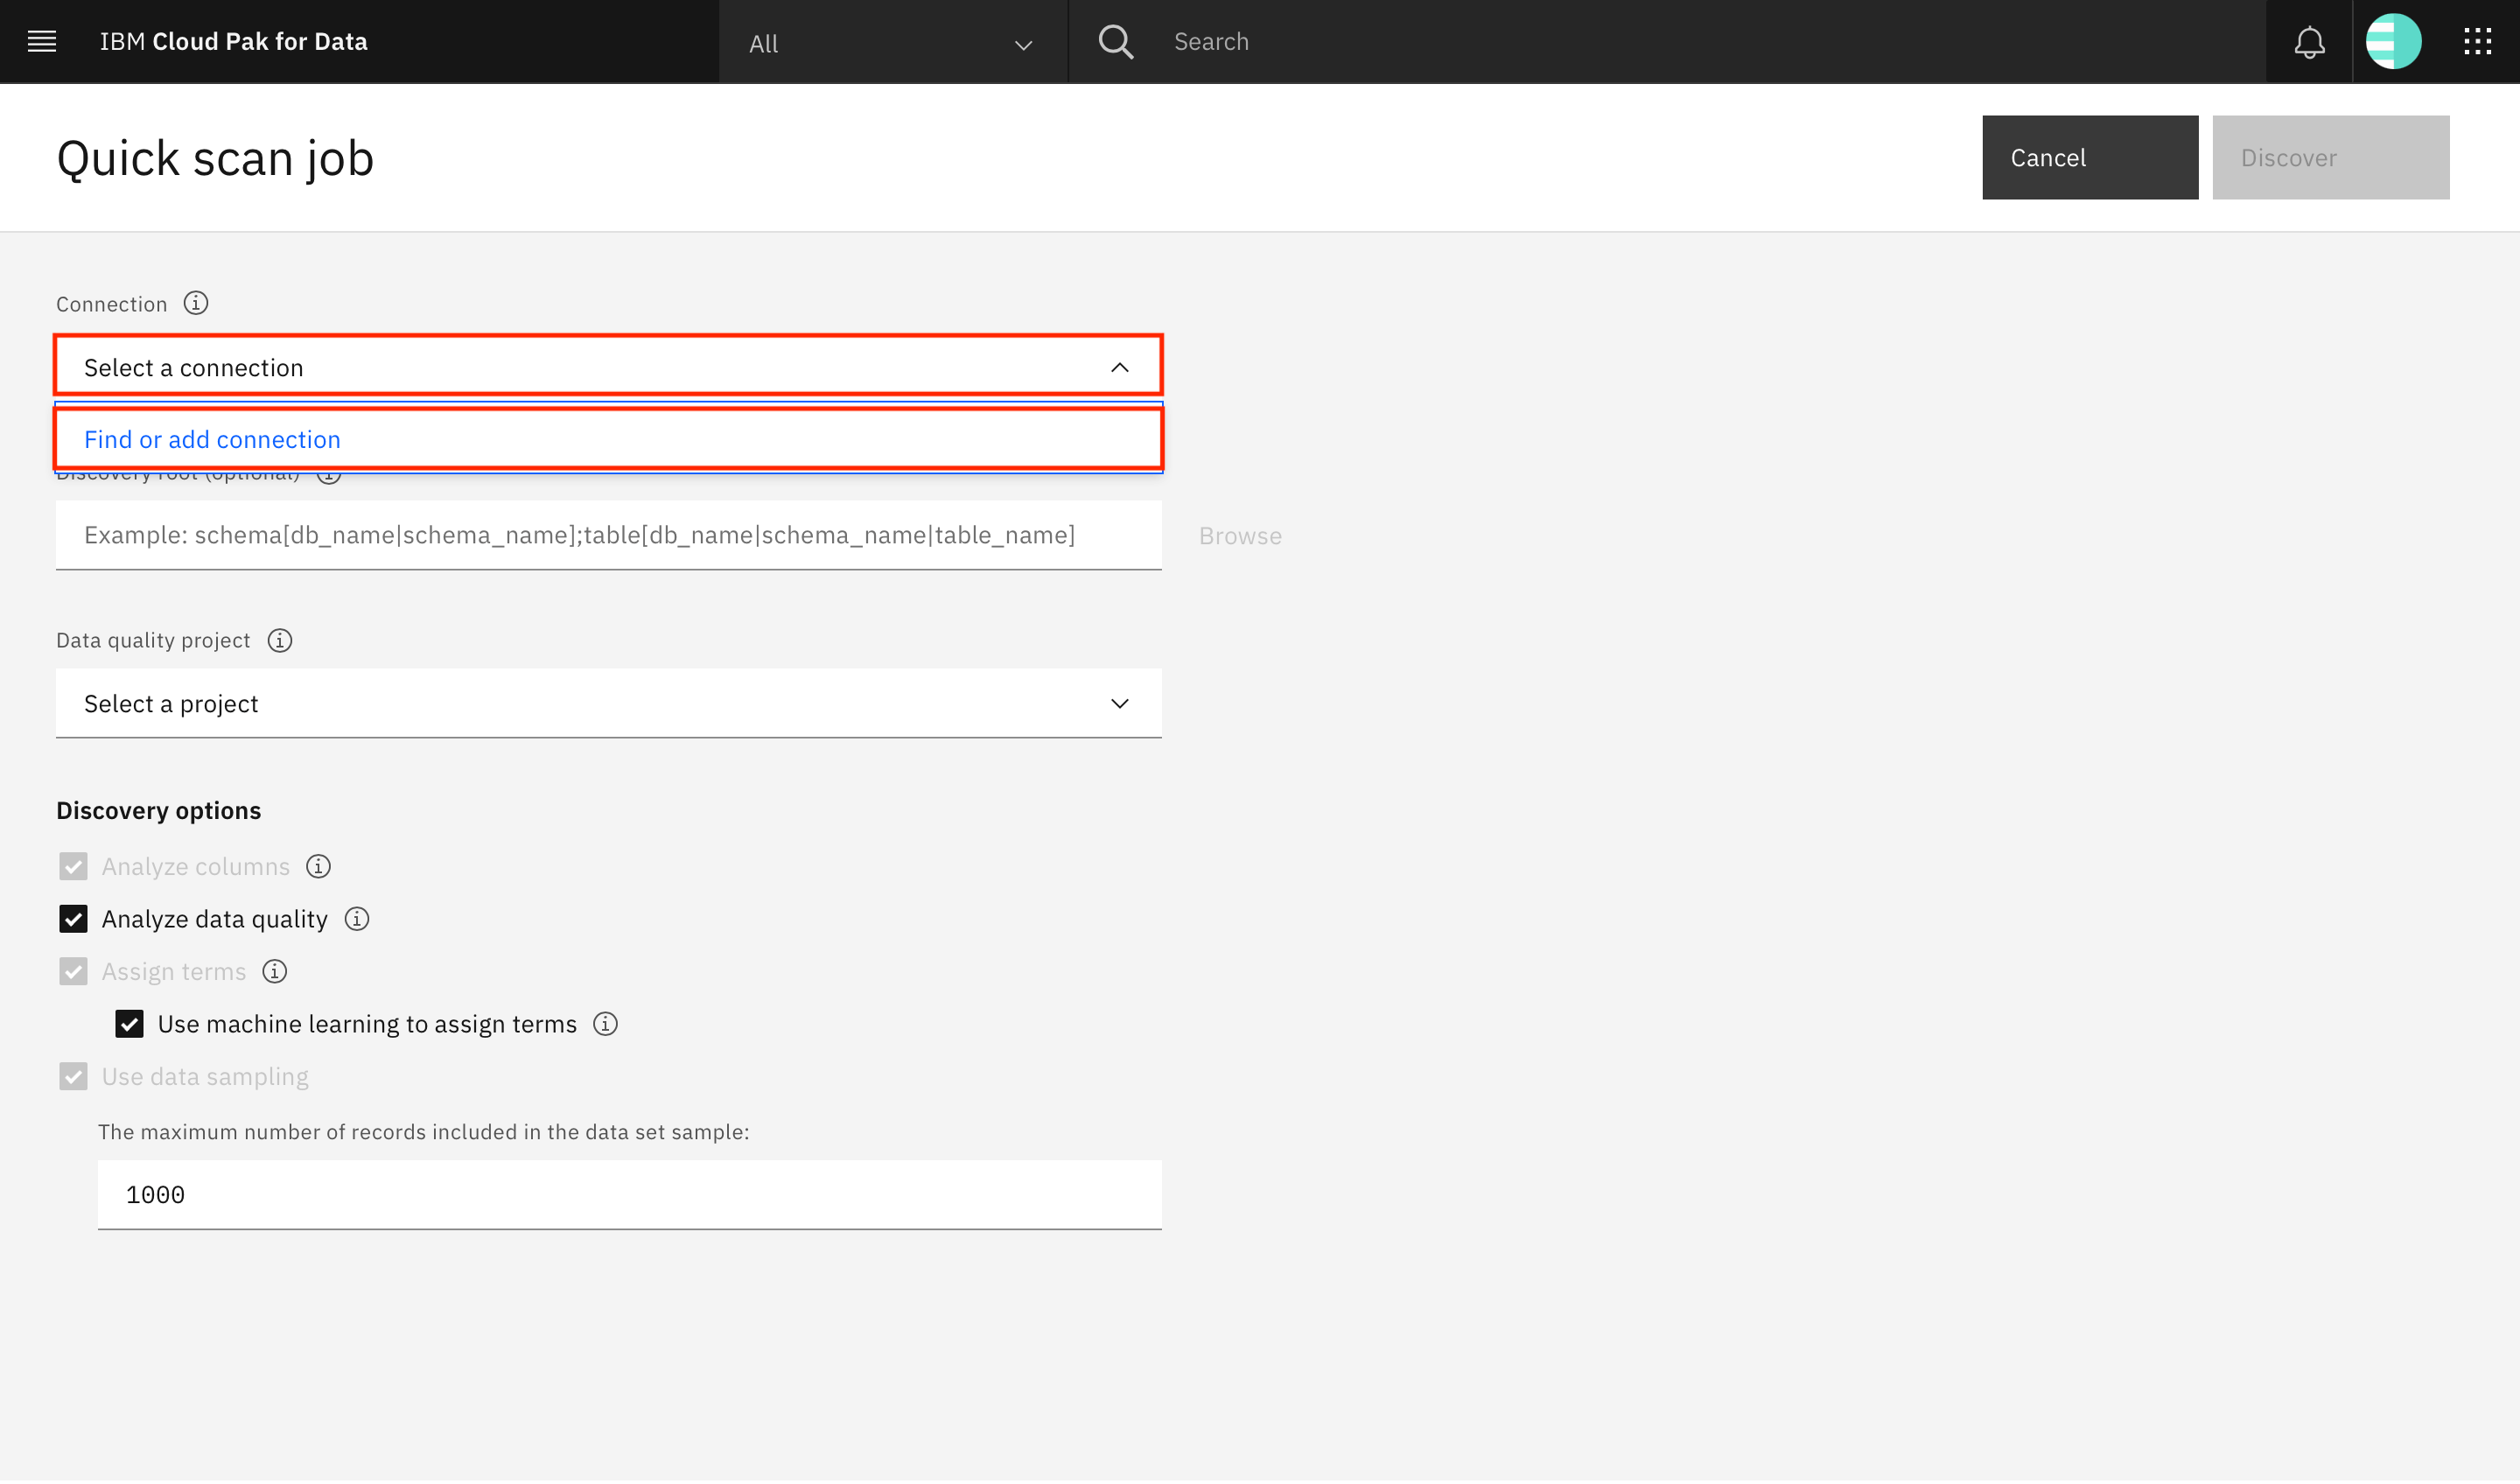 IBM Cloud Pak for Data
All
Search
Quick scan job
Cancel
Discover
Connection
Select a connection
Find or add connection
Discovery root (optional)
Example: schema[db_name|schema_name];table[db_name|schema_name|table_name]
Browse
Data quality project
Select a project
Discovery options
Analyze columns
Analyze data quality
Assign terms
Use machine learning to assign terms
Use data sampling
The maximum number of records included in the data set sample:
1000